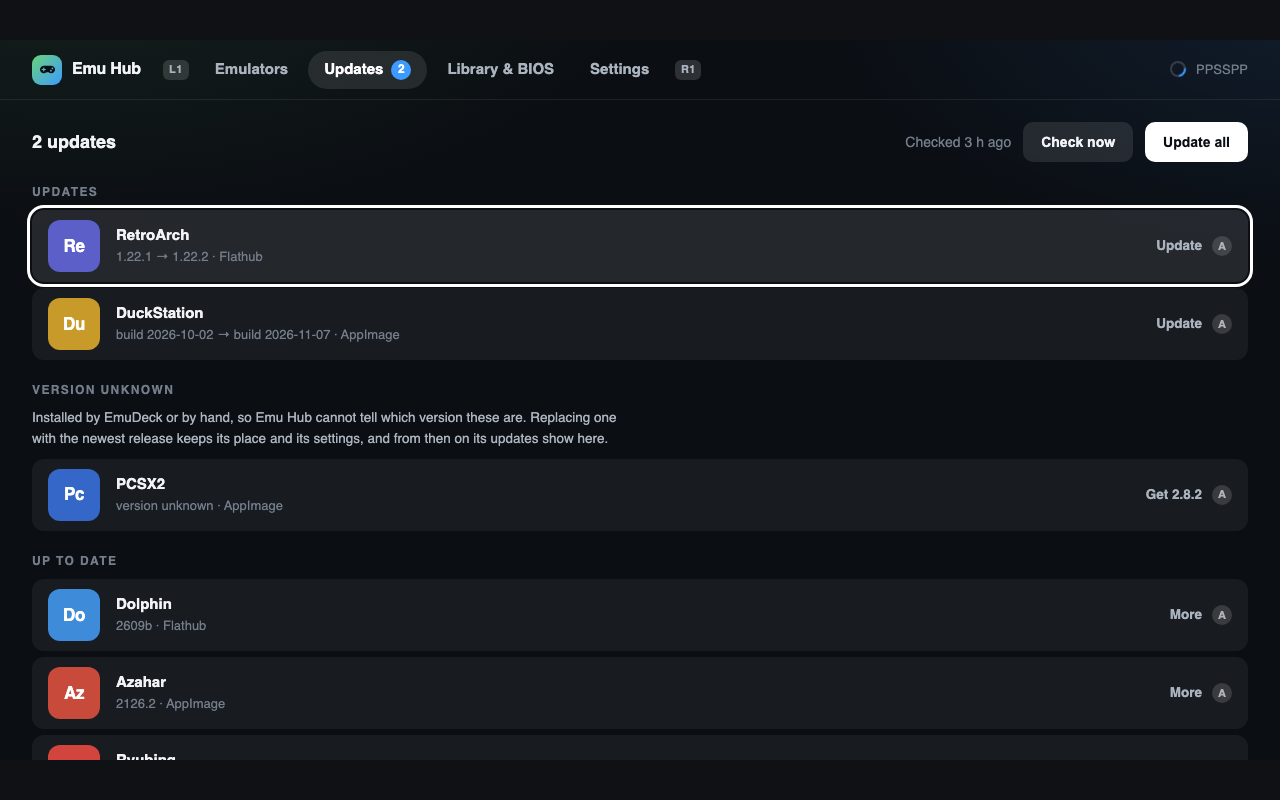 Emu Hub L1 Emulators Updates 2 Library & BIOS Settings R1 PPSSPP
2 updates Checked 3 h ago Check now Update all
UPDATES
Re RetroArch
1.22.1 → 1.22.2 · Flathub
Update A
Du DuckStation
build 2026-10-02 → build 2026-11-07 · AppImage
Update A
VERSION UNKNOWN
Installed by EmuDeck or by hand, so Emu Hub cannot tell which version these are. Replacing one
with the newest release keeps its place and its settings, and from then on its updates show here.
Pc PCSX2
version unknown · AppImage
Get 2.8.2 A
UP TO DATE
Do Dolphin
2609b · Flathub
More A
Az Azahar
2126.2 · AppImage
More A